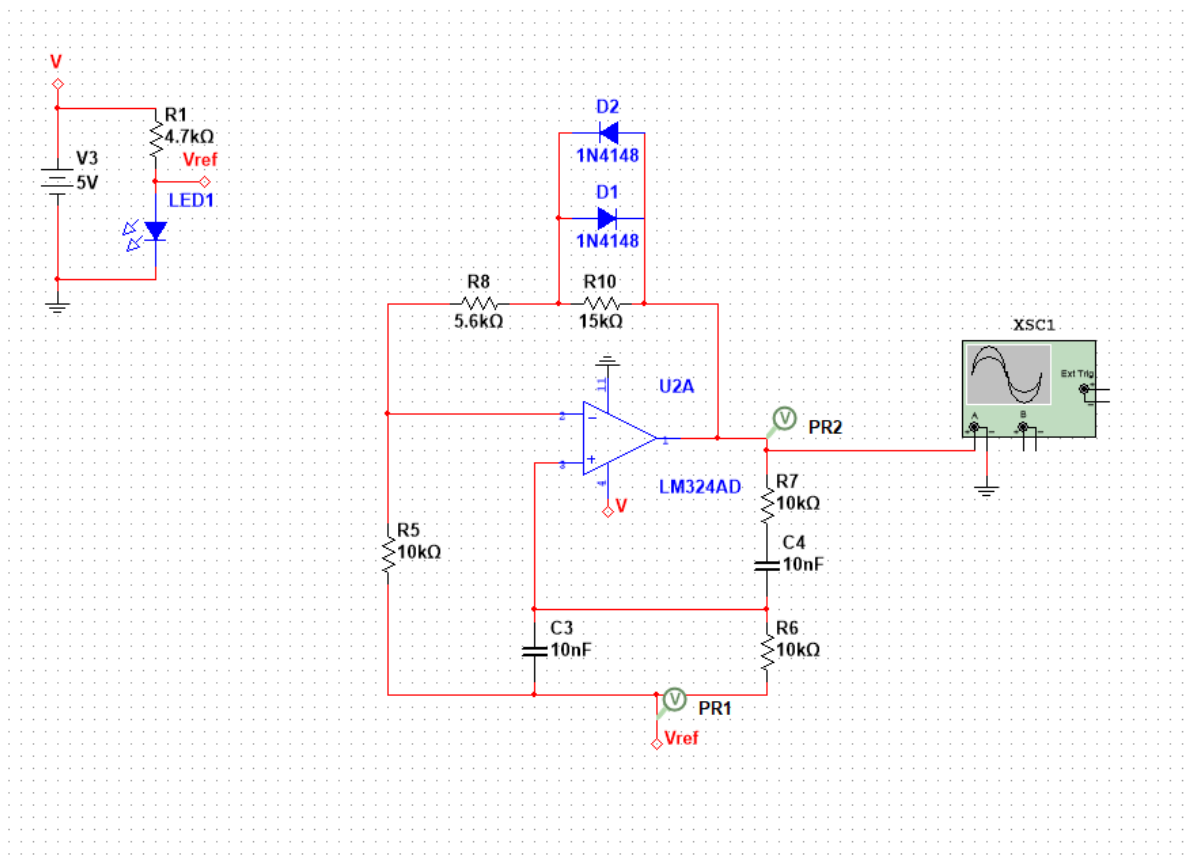 V
R1
4.7kΩ
Vref
V3
5V
LED1
D2
1N4148
D1
1N4148
R8
5.6kΩ
R10
15kΩ
XSC1
Ext Trig
A
B
11
U2A
2
1
3
4
PR2
LM324AD
V
R7
10kΩ
C4
10nF
R5
10kΩ
C3
10nF
R6
10kΩ
PR1
Vref